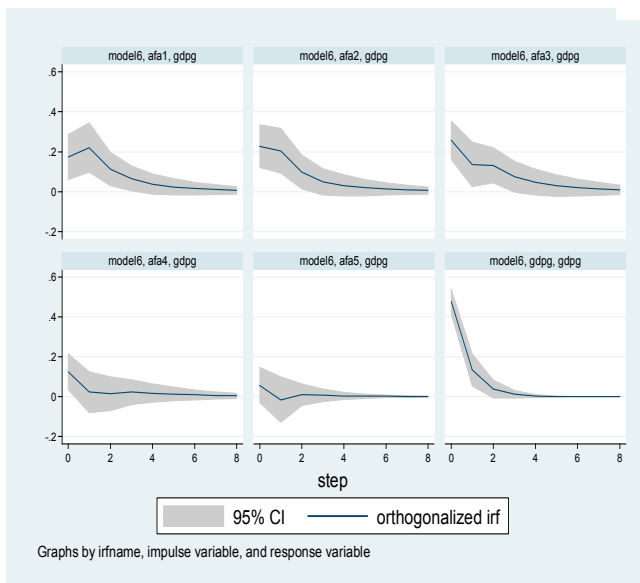 model6, afa1, gdpg
model6, afa2, gdpg
model6, afa3, gdpg
.6
.4
.2
0
-.2
model6, afa4, gdpg
model6, afa5, gdpg
model6, gdpg, gdpg
.6
.4
.2
0
-.2
0 2 4 6 8
0 2 4 6 8
0 2 4 6 8
step
95% CI
orthogonalized irf
Graphs by irfname, impulse variable, and response variable